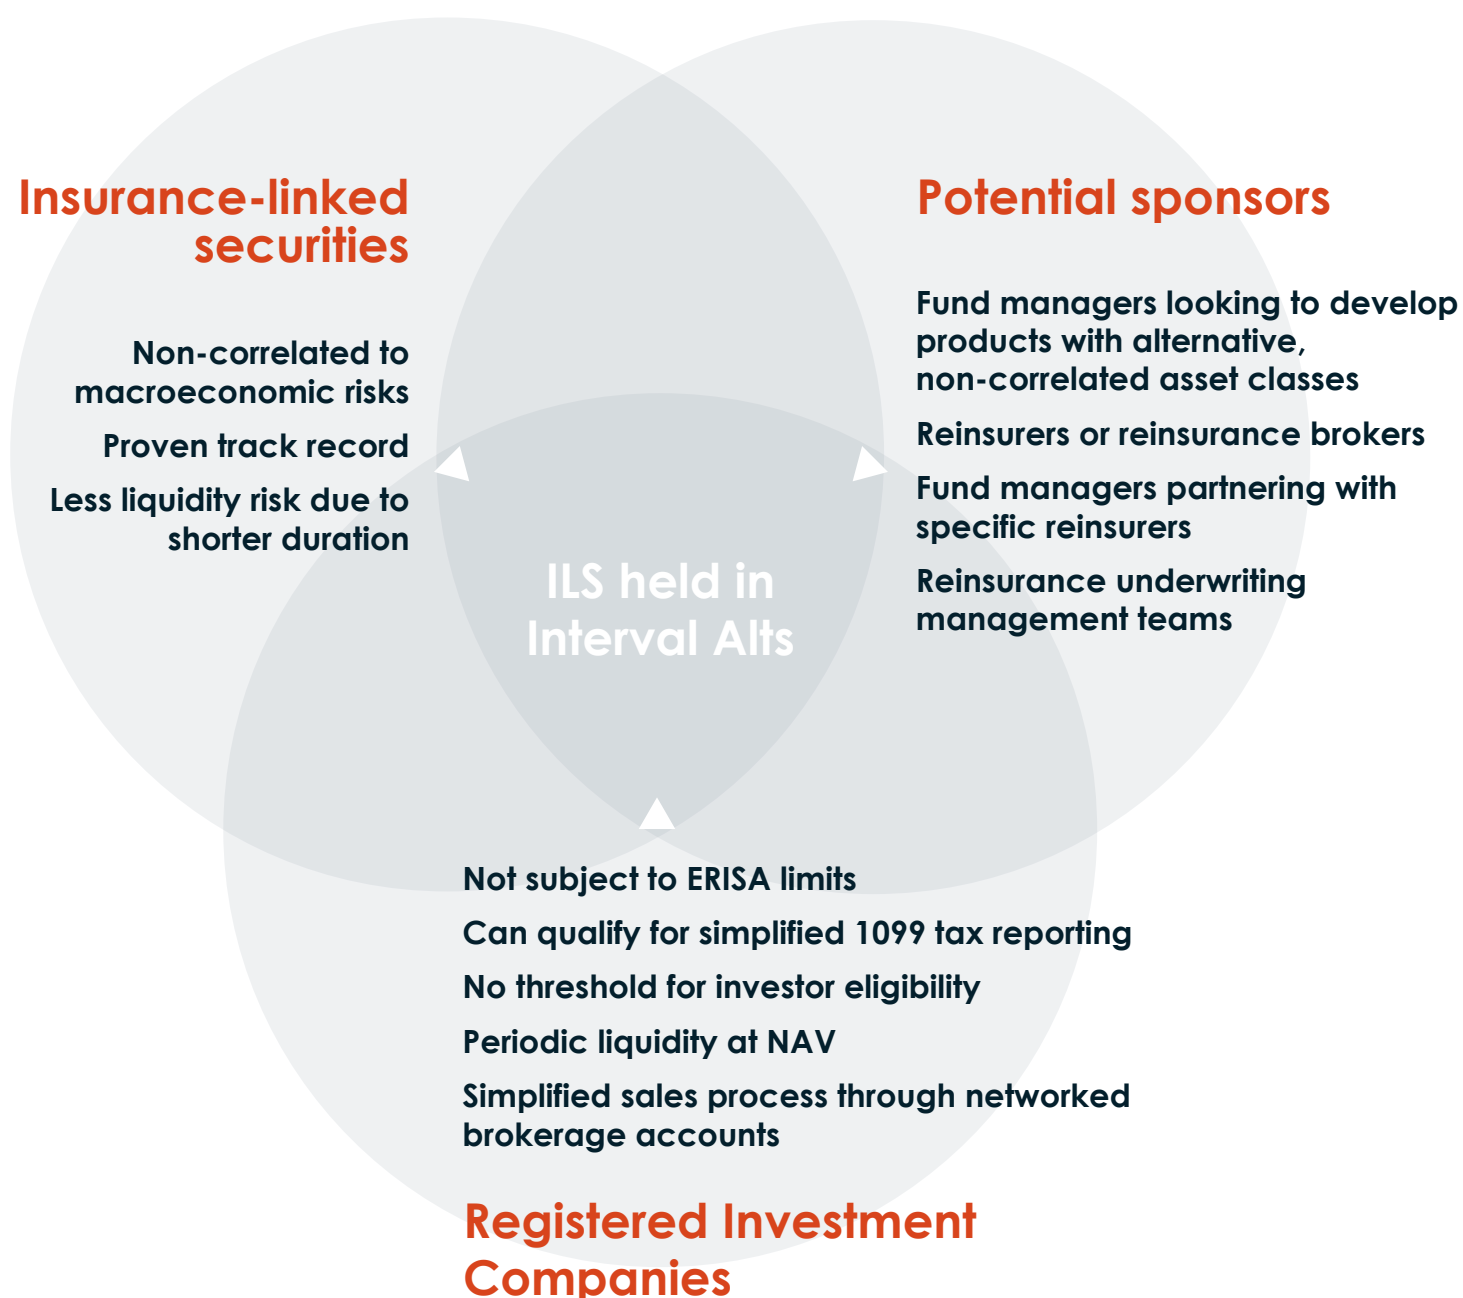 Insurance-linked
securities
Non-correlated to
macroeconomic risks
Proven track record
Less liquidity risk due to
shorter duration
Potential sponsors
Fund managers looking to develop
products with alternative,
non-correlated asset classes
Reinsurers or reinsurance brokers
Fund managers partnering with
specific reinsurers
Reinsurance underwriting
management teams
ILS held in
Interval Alts
Not subject to ERISA limits
Can qualify for simplified 1099 tax reporting
No threshold for investor eligibility
Periodic liquidity at NAV
Simplified sales process through networked
brokerage accounts
Registered Investment
Companies